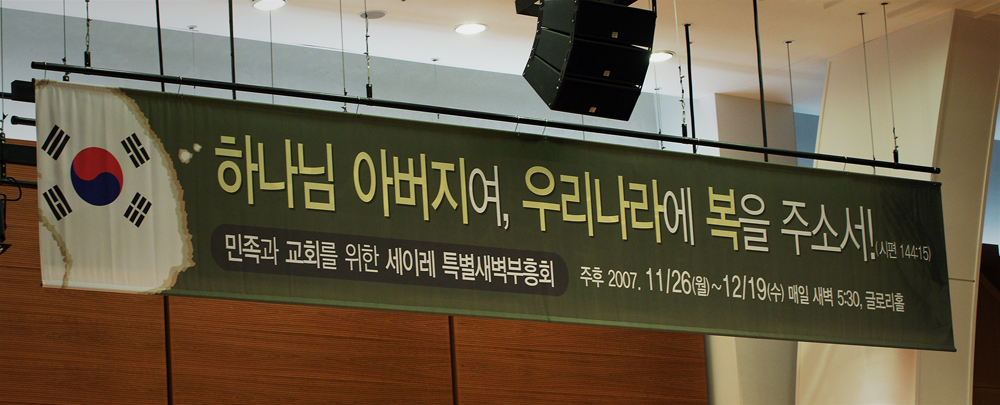 하나님 아버지여, 우리나라에 복을 주소서! (시편 144:15)
민족과 교회를 위한 세이레 특별새벽부흥회
주후 2007. 11/26(월)~12/19(수) 매일 새벽 5:30, 글로리홀